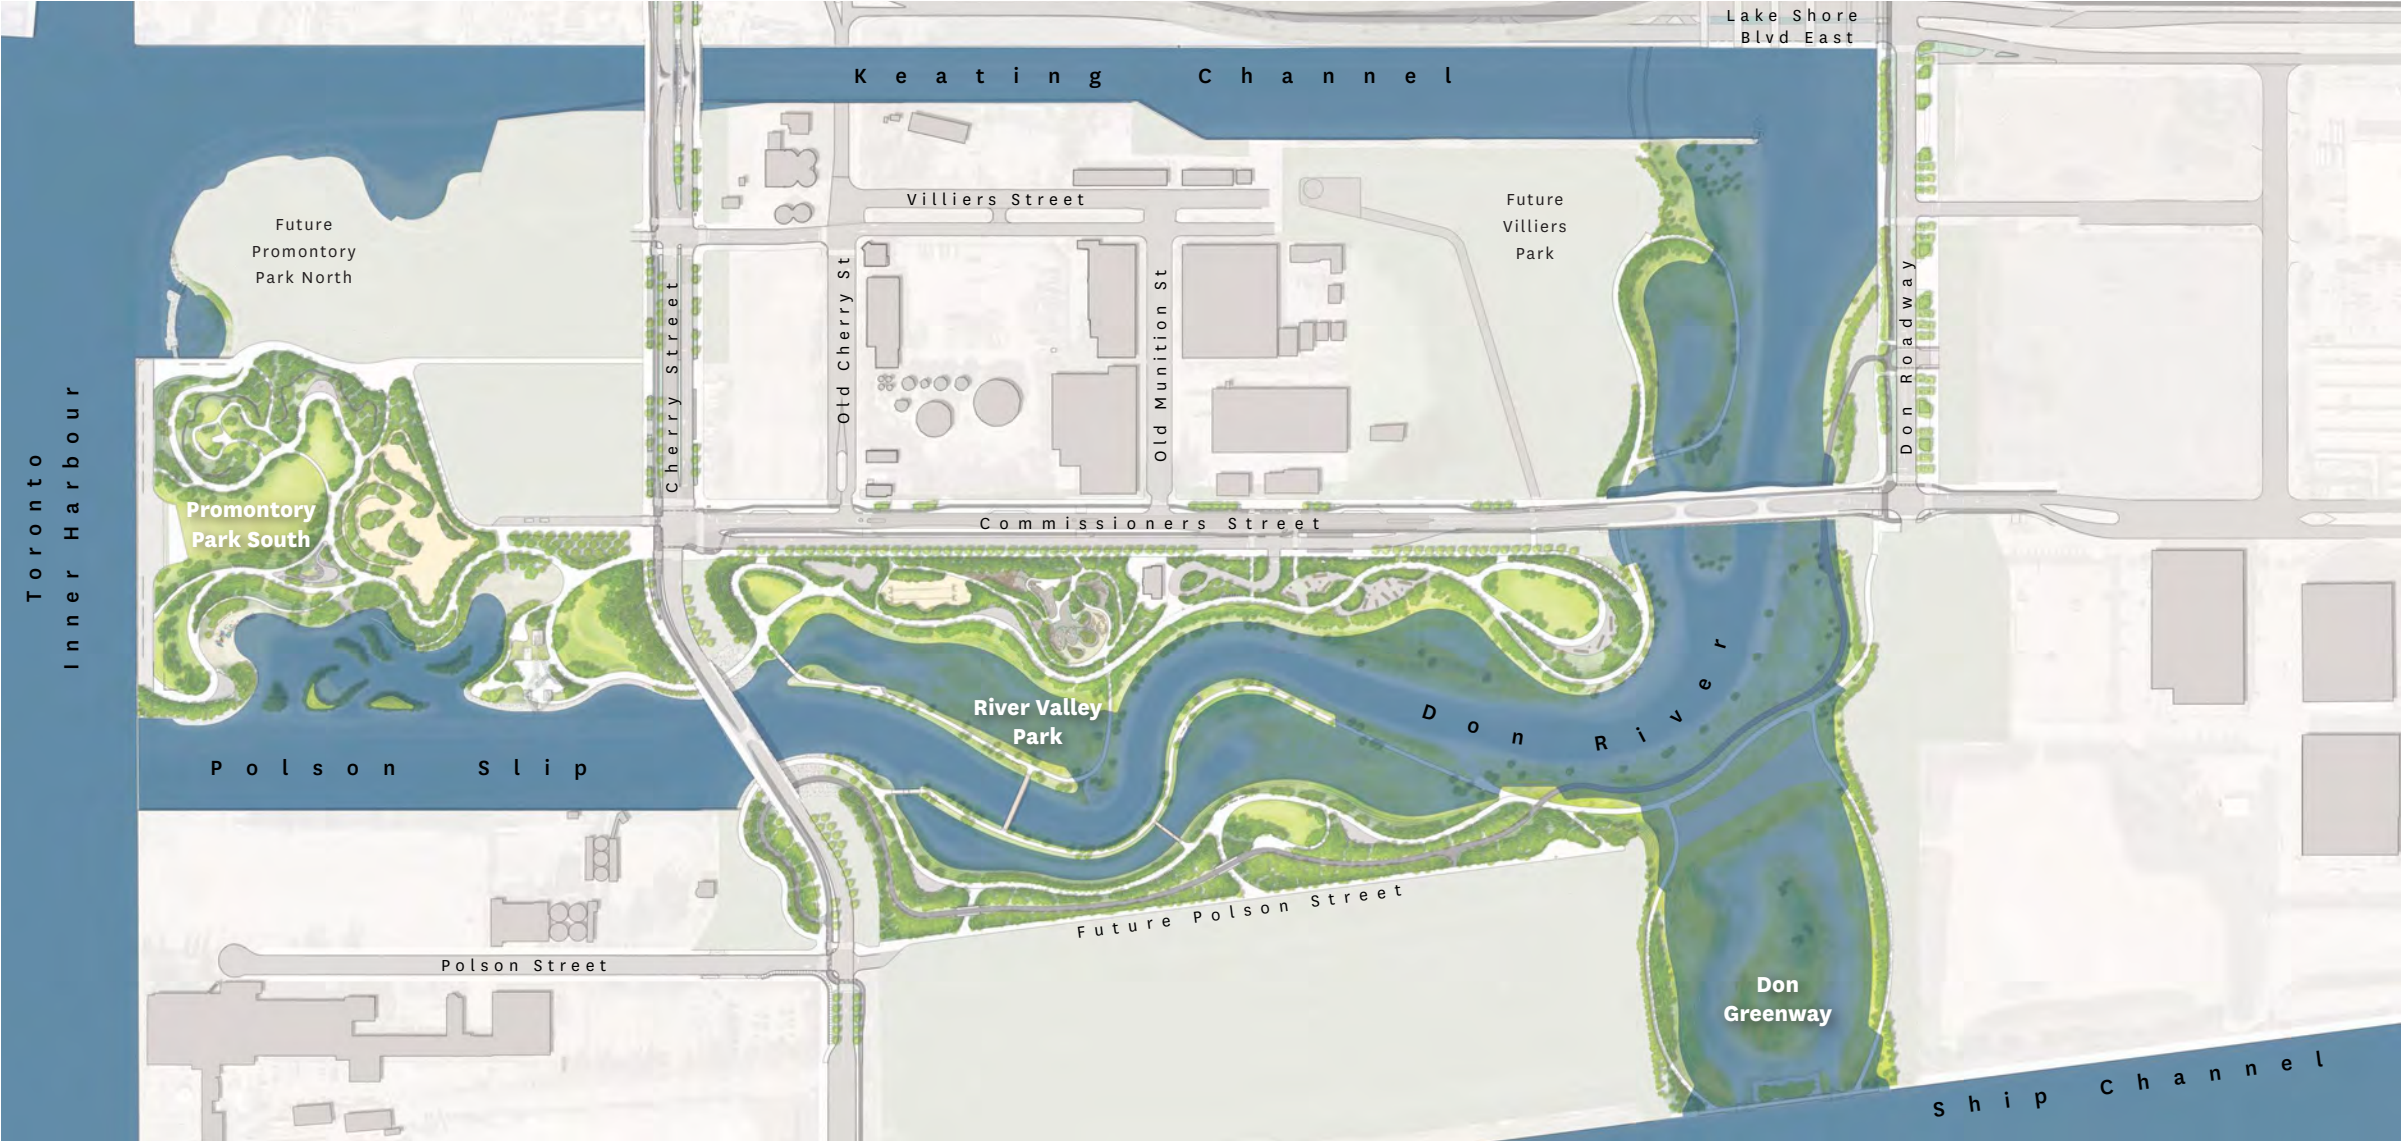 Lake Shore
Blvd East
Keating Channel
Villiers Street
Future
Promontory
Park North
Future
Villiers
Park
Cherry Street
Old Cherry St
Old Munition St
Don Roadway
Toronto
Inner Harbour
Promontory
Park South
Commissioners Street
River Valley
Park
Don River
Polson Slip
Future Polson Street
Polson Street
Don
Greenway
Ship Channel